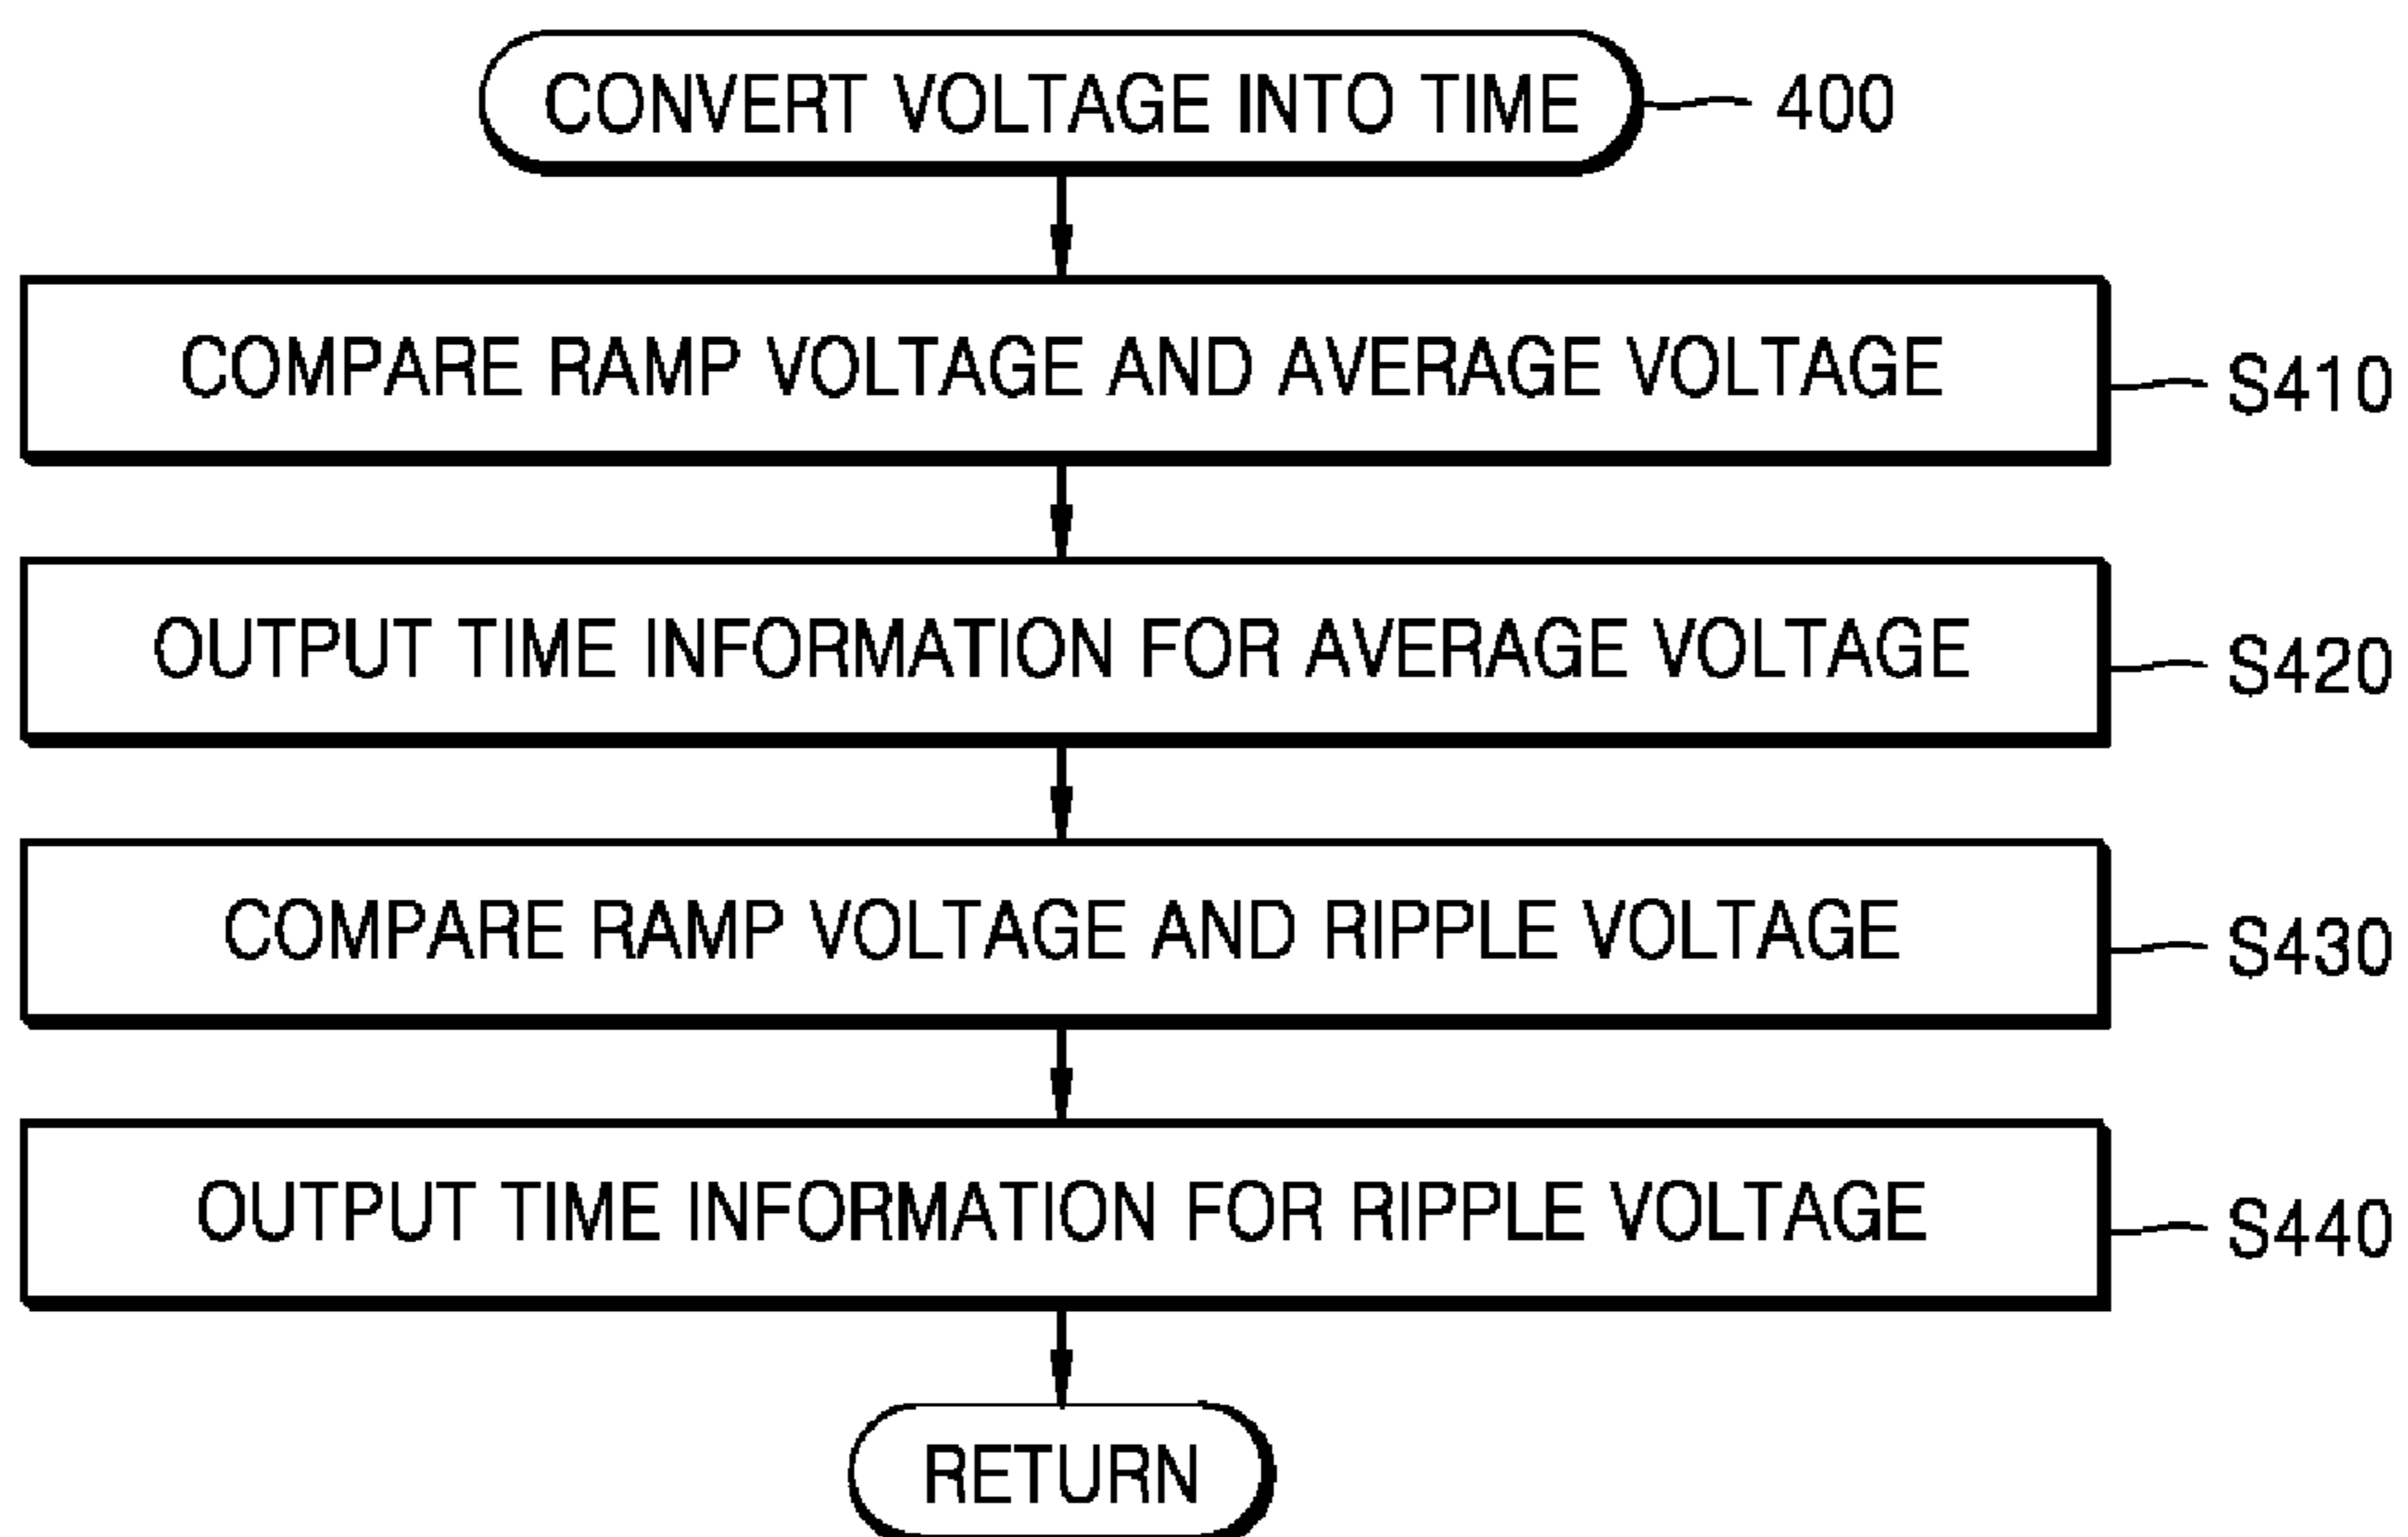 CONVERT VOLTAGE INTO TIME 400
COMPARE RAMP VOLTAGE AND AVERAGE VOLTAGE S410
OUTPUT TIME INFORMATION FOR AVERAGE VOLTAGE S420
COMPARE RAMP VOLTAGE AND RIPPLE VOLTAGE S430
OUTPUT TIME INFORMATION FOR RIPPLE VOLTAGE S440
RETURN